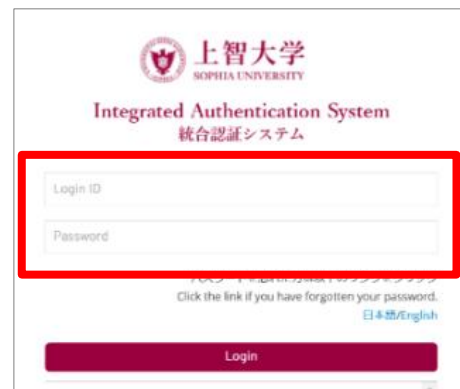 上智大学
SOPHIA UNIVERSITY
Integrated Authentication System
統合認証システム
Login ID
Password
Click the link if you have forgotten your password.
日本語/English
Login